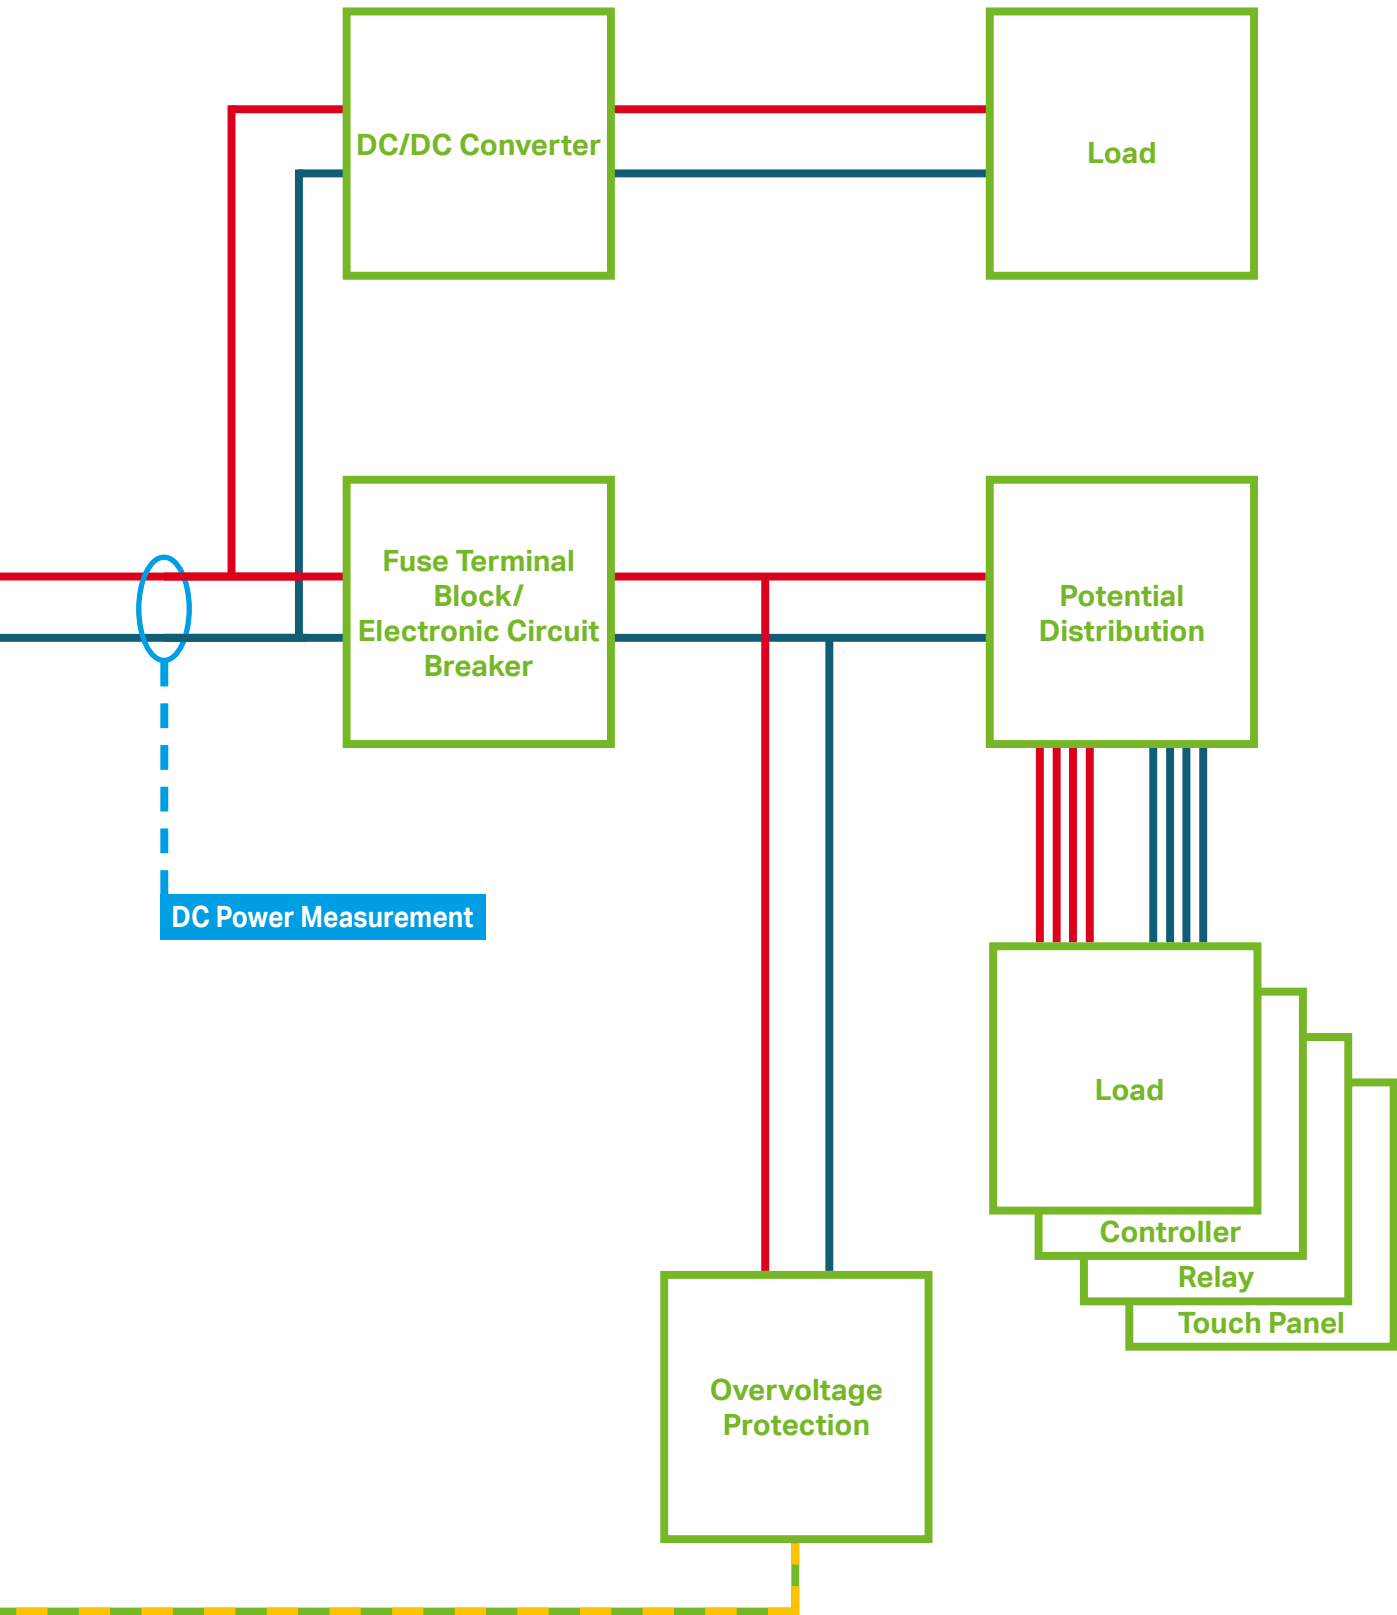 DC/DC Converter
Load
Fuse Terminal
Block/
Electronic Circuit
Breaker
Potential
Distribution
DC Power Measurement
Load
Controller
Relay
Touch Panel
Overvoltage
Protection